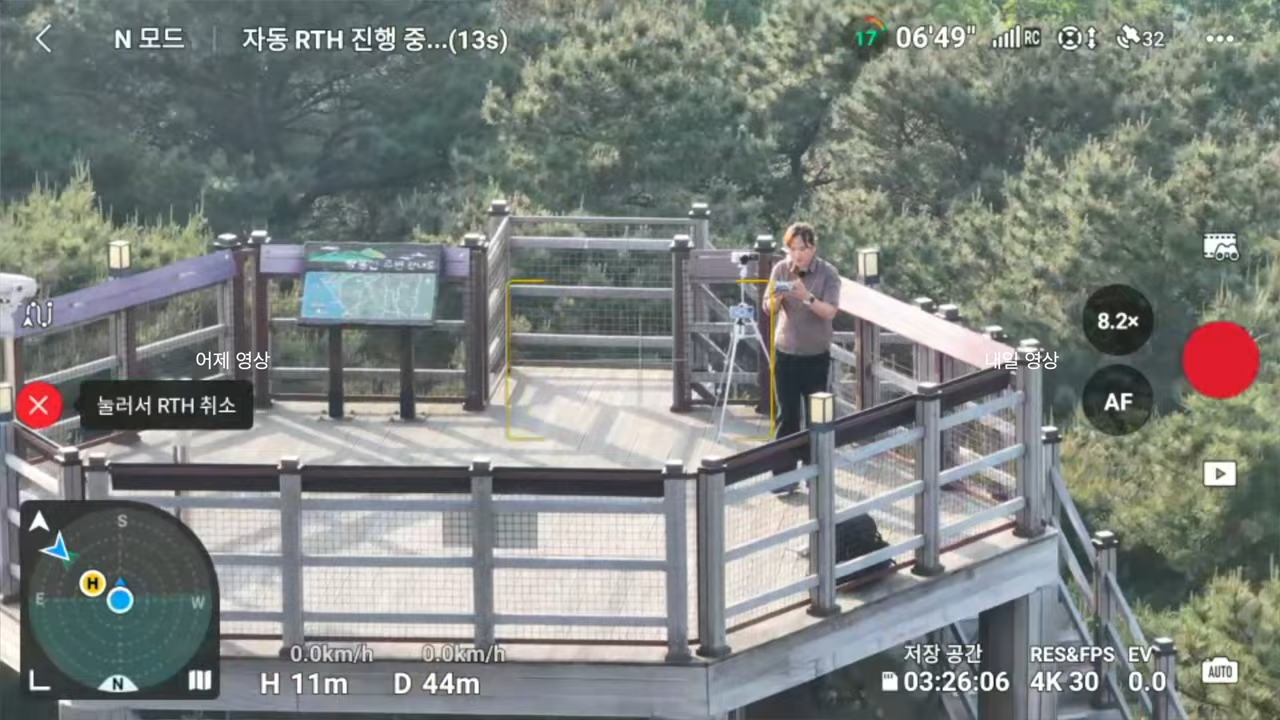 N 모드
자동 RTH 진행 중...(13s)
17 06'49" RC 32
8.2×
어제 영상
내일 영상
눌러서 RTH 취소
AF
S
H
E
W
N
L
0.0km/h 0.0km/h
H 11m D 44m
저장 공간 RES&FPS EV
03:26:06 4K 30 0.0
AUTO